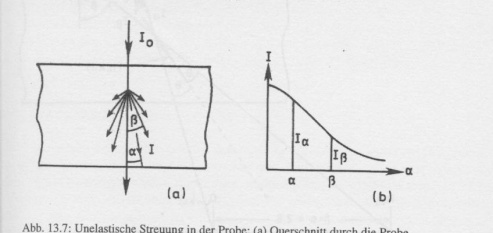 I₀
β
α I
(a)
I
Iα Iβ
α β
α
(b)
Abb. 13.7: Unelastische Streuung in der Probe: (a) Querschnitt durch die Probe